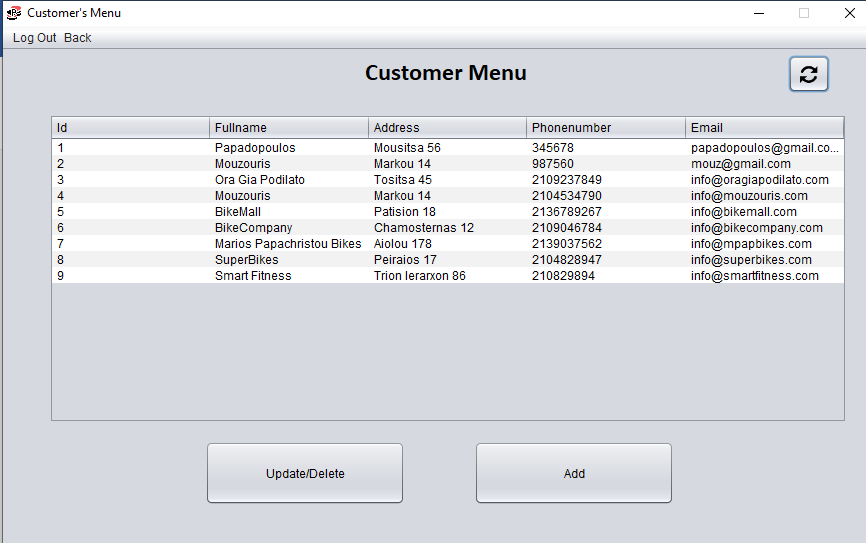 Customer's Menu
Log Out Back
Customer Menu
Id Fullname Address Phonenumber Email
1 Papadopoulos Mousitsa 56 345678 papadopoulos@gmail.co...
2 Mouzouris Markou 14 987560 mouz@gmail.com
3 Ora Gia Podilato Tositsa 45 2109237849 info@oragiapodilato.com
4 Mouzouris Markou 14 2104534790 info@mouzouris.com
5 BikeMall Patision 18 2136789267 info@bikemall.com
6 BikeCompany Chamosternas 12 2109046784 info@bikecompany.com
7 Marios Papachristou Bikes Aiolou 178 2139037562 info@mpapbikes.com
8 SuperBikes Peiraios 17 2104828947 info@superbikes.com
9 Smart Fitness Trion Ierarxon 86 210829894 info@smartfitness.com
Update/Delete Add